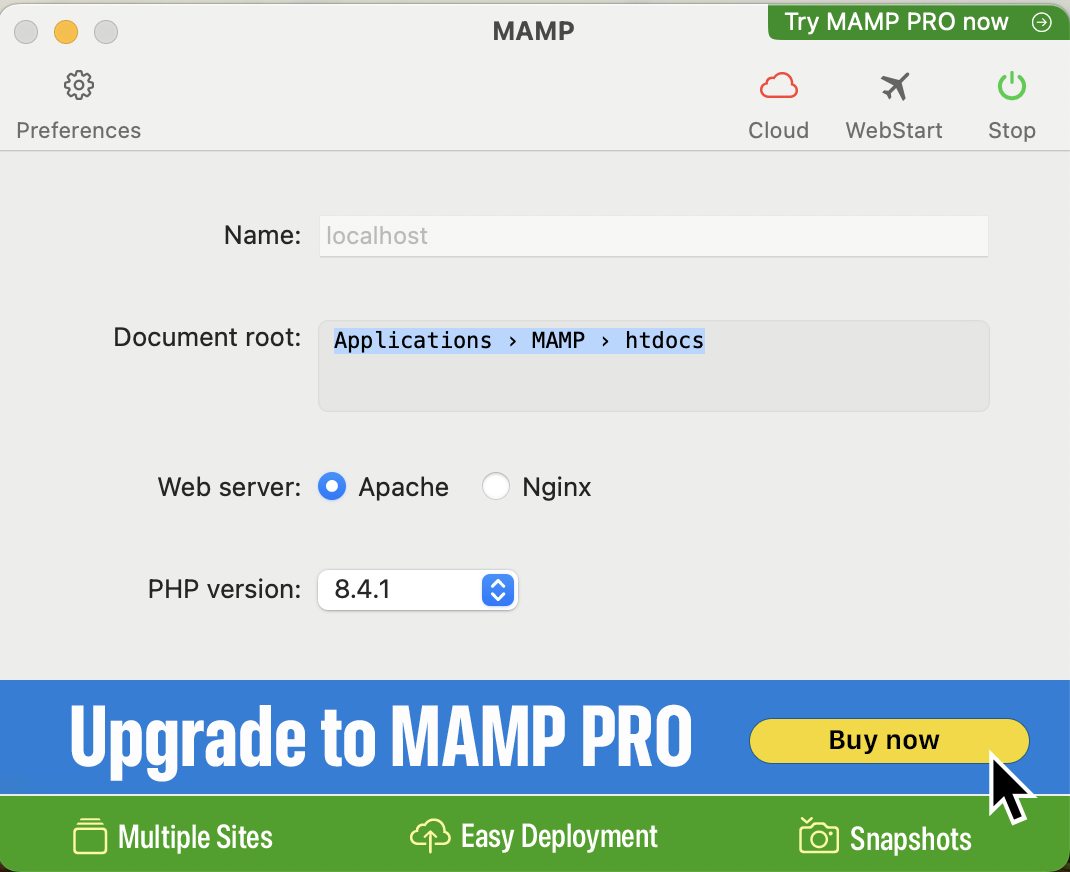 MAMP
Try MAMP PRO now
Preferences
Cloud
WebStart
Stop
Name: localhost
Document root: Applications › MAMP › htdocs
Web server: Apache Nginx
PHP version: 8.4.1
Upgrade to MAMP PRO
Buy now
Multiple Sites
Easy Deployment
Snapshots